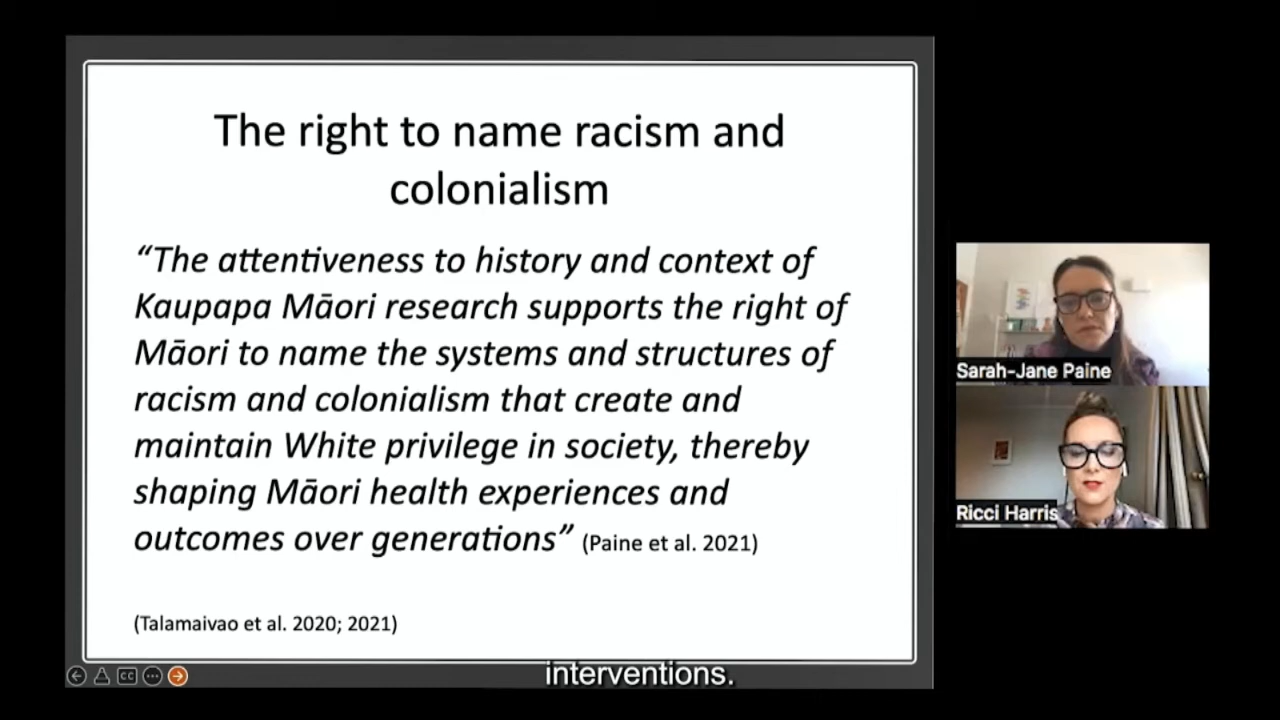 The right to name racism and
colonialism
“The attentiveness to history and context of
Kaupapa Māori research supports the right of
Māori to name the systems and structures of
racism and colonialism that create and
maintain White privilege in society, thereby
shaping Māori health experiences and
outcomes over generations” (Paine et al. 2021)
(Talamaivao et al. 2020; 2021)
CC
interventions.
Sarah-Jane Paine
Ricci Harris